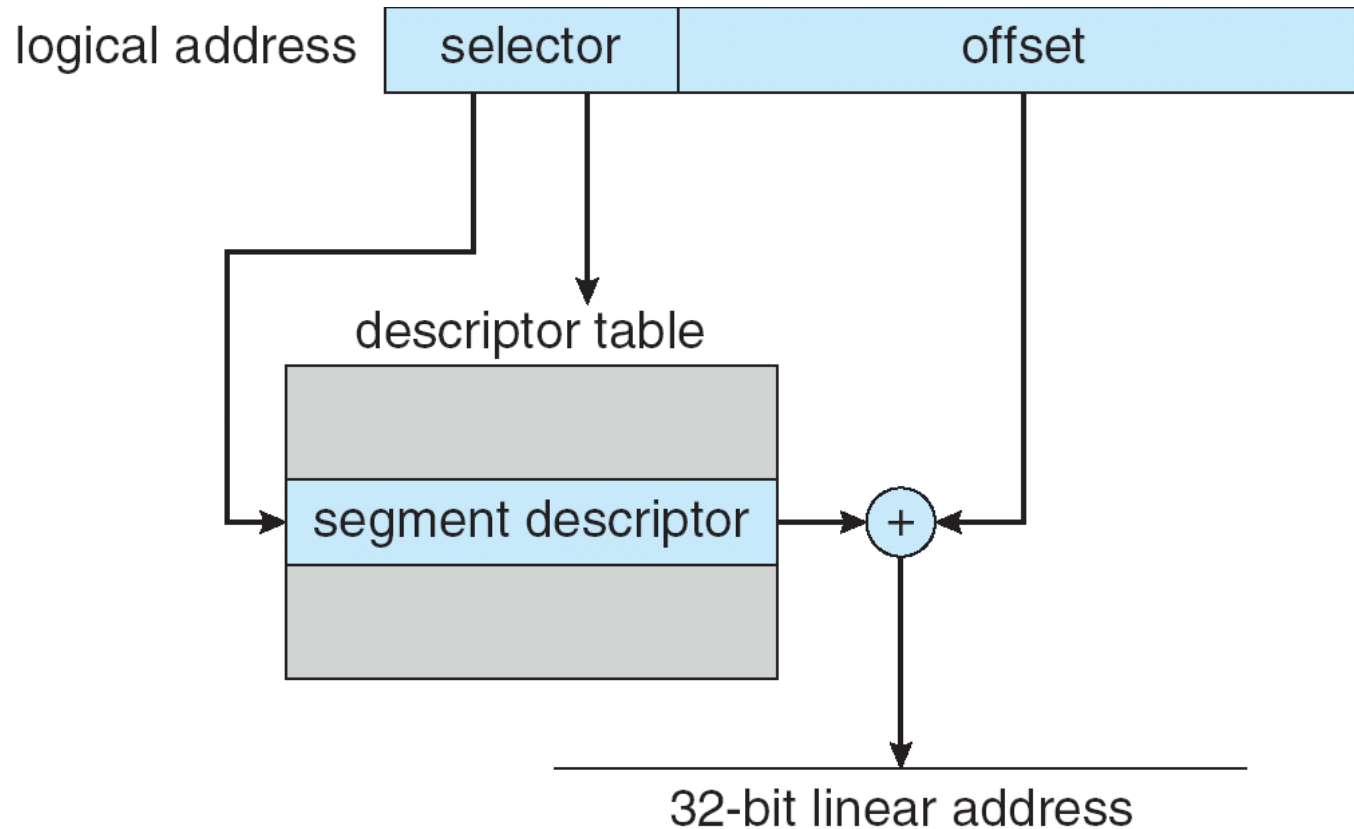 logical address selector offset
descriptor table
segment descriptor +
32-bit linear address